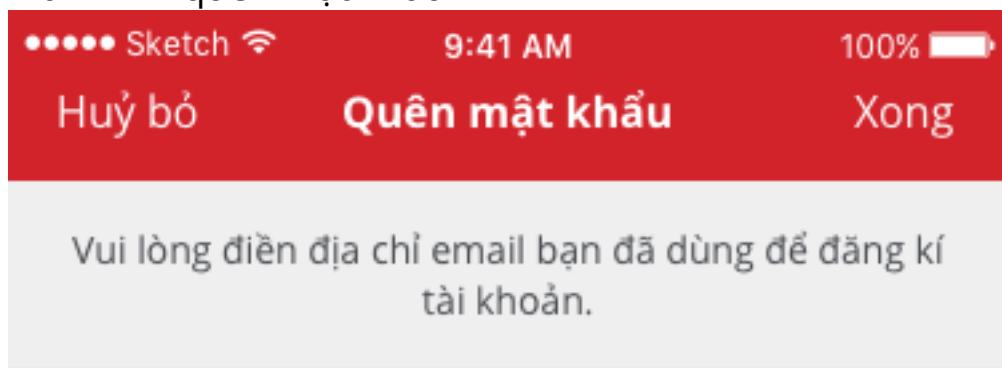 ●●●●● Sketch 9:41 AM 100%
Huỷ bỏ Quên mật khẩu Xong
Vui lòng điền địa chỉ email bạn đã dùng để đăng kí
tài khoản.